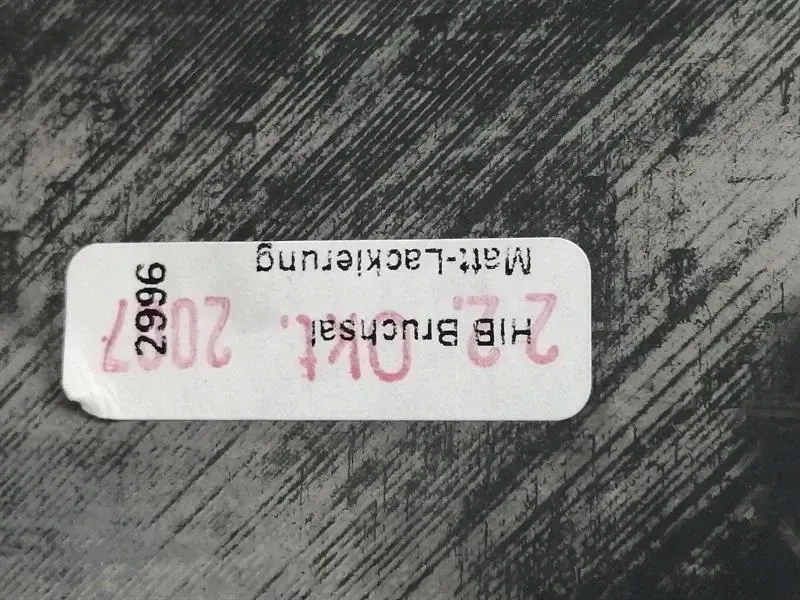 22. Okt. 2007
HIB Bruchsal
Matt-Lackierung
2996